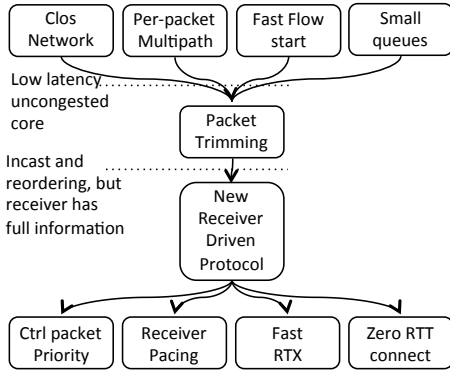 Clos
Network
Per-packet
Multipath
Fast Flow
start
Small
queues
Low latency
uncongested
core
Packet
Trimming
Incast and
reordering, but
receiver has
full information
New
Receiver
Driven
Protocol
Ctrl packet
Priority
Receiver
Pacing
Fast
RTX
Zero RTT
connect